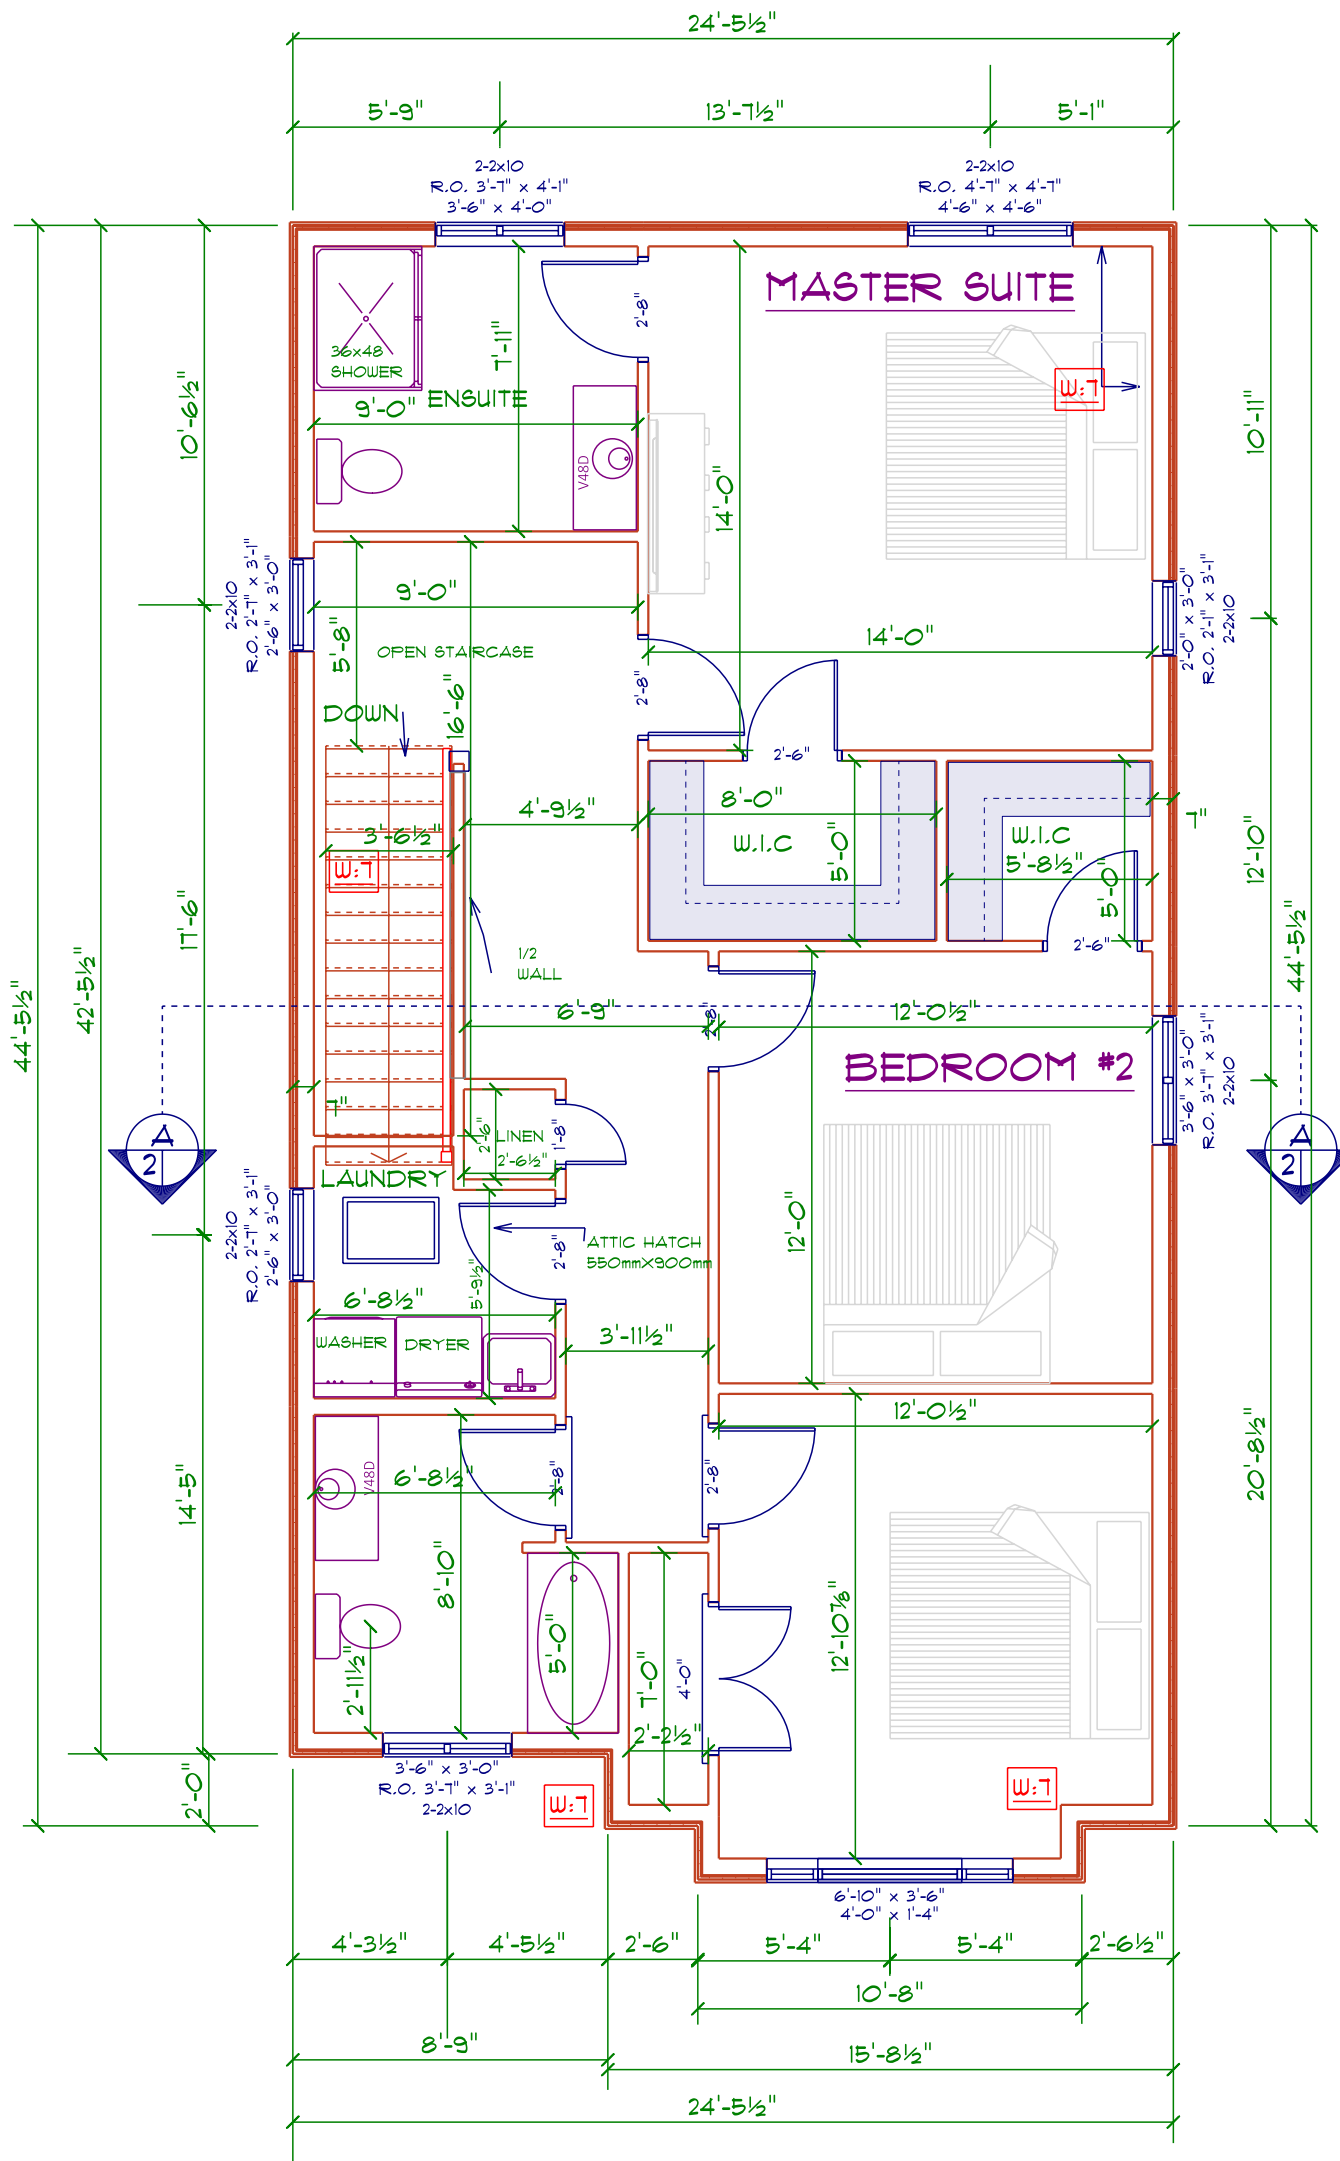 24'-5½"
5'-9"
13'-7½"
5'-1"
2-2x10
R.O. 3'-7" x 4'-1"
3'-6" x 4'-0"
2-2x10
R.O. 4'-7" x 4'-7"
4'-6" x 4'-6"
MASTER SUITE
2'-8"
7'-11"
36x48
SHOWER
9'-0"
ENSUITE
W:7
V48D
14'-0"
10'-6½"
10'-11"
2-2x10
R.O. 2'-7" x 3'-1"
2'-6" x 3'-0"
9'-0"
5'-8"
OPEN STAIRCASE
14'-0"
2'-0" x 3'-0"
R.O. 2'-1" x 3'-1"
2-2x10
2'-8"
DOWN
16'-6"
2'-6"
4'-9½"
8'-0"
7"
3'-6½"
W:7
W.I.C
5'-0"
W.I.C
5'-8½"
5'-0"
12'-10"
17'-6"
2'-6"
1/2
WALL
44'-5½"
42'-5½"
44'-5½"
6'-9"
2'-8"
12'-0½"
BEDROOM #2
3'-6" x 3'-0"
R.O. 3'-7" x 3'-1"
2-2x10
7"
A
2
2'-6"
LINEN
2'-6½"
1'-8"
A
2
LAUNDRY
2-2x10
R.O. 2'-7" x 3'-1"
2'-6" x 3'-0"
12'-0"
2'-8"
ATTIC HATCH
550mmX900mm
5'-9½"
6'-8½"
3'-11½"
WASHER
DRYER
12'-0½"
20'-8½"
14'-5"
V48D
6'-8½"
2'-8"
2'-8"
8'-10"
12'-10⅞"
5'-0"
2'-11½"
7'-0"
4'-0"
2'-2½"
2'-0"
3'-6" x 3'-0"
R.O. 3'-7" x 3'-1"
2-2x10
W:7
W:7
6'-10" x 3'-6"
4'-0" x 1'-4"
4'-3½"
4'-5½"
2'-6"
5'-4"
5'-4"
2'-6½"
10'-8"
8'-9"
15'-8½"
24'-5½"